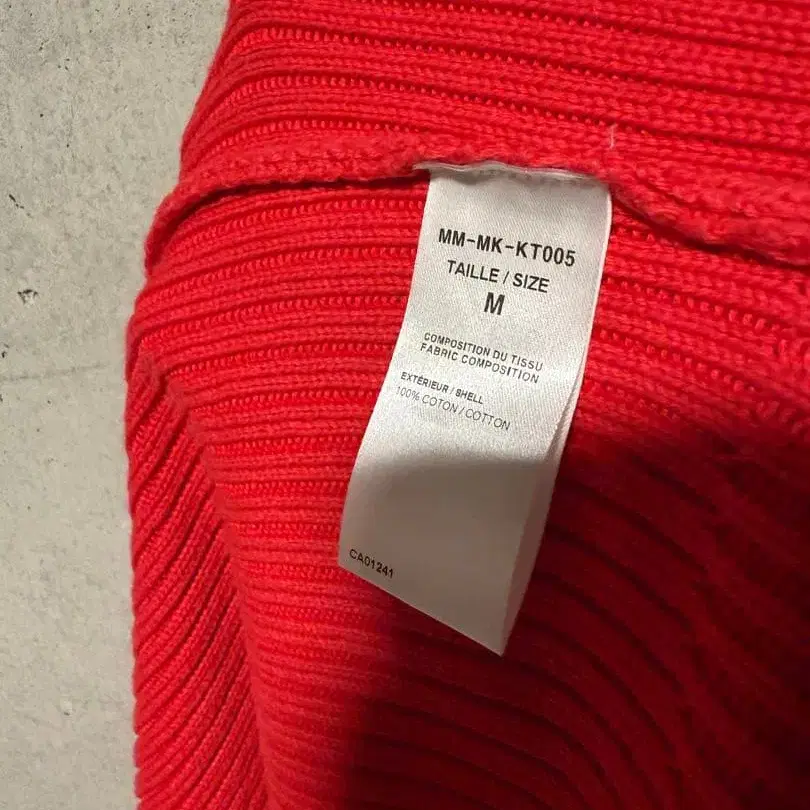 MM-MK-KT005
TAILLE / SIZE
M
COMPOSITION DU TISSU
FABRIC COMPOSITION
EXTÉRIEUR / SHELL
100% COTON / COTTON
CA01241